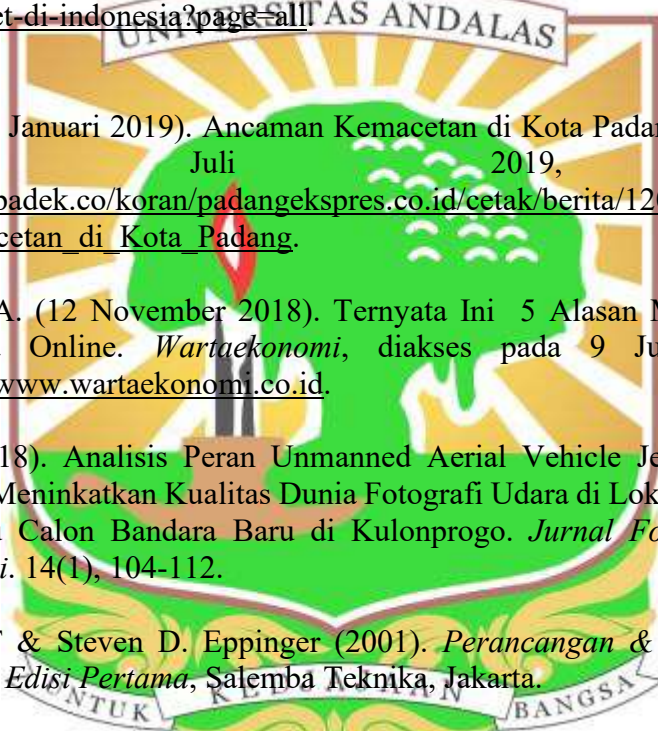 et-di-indonesia?page=all.
UNIVERSITAS ANDALAS
Januari 2019). Ancaman Kemacetan di Kota Padan
Juli 2019,
padek.co/koran/padangekspres.co.id/cetak/berita/12
cetan_di_Kota_Padang.
A. (12 November 2018). Ternyata Ini 5 Alasan M
Online. Wartaekonomi, diakses pada 9 Ju
www.wartaekonomi.co.id.
18). Analisis Peran Unmanned Aerial Vehicle Je
Meninkatkan Kualitas Dunia Fotografi Udara di Lok
Calon Bandara Baru di Kulonprogo. Jurnal Fo
i. 14(1), 104-112.
& Steven D. Eppinger (2001). Perancangan &
Edisi Pertama, Salemba Teknika, Jakarta.
UNTUK KEDJAJAAN BANGSA